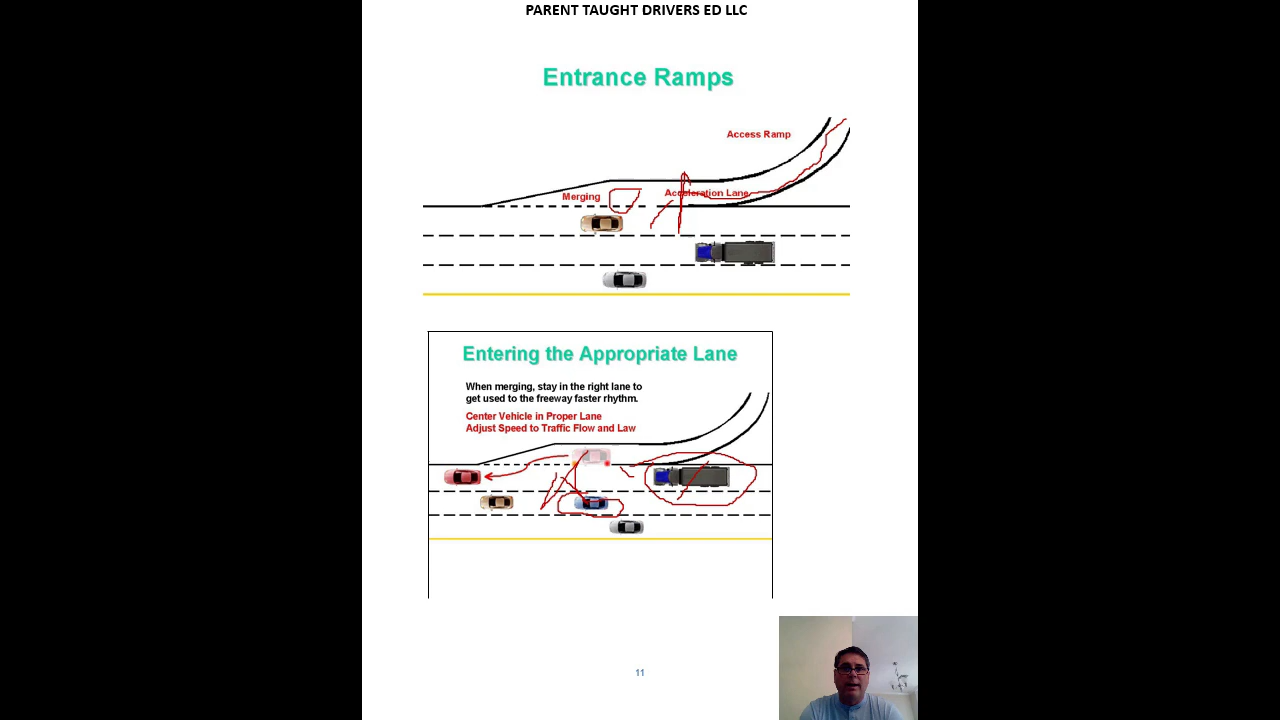 PARENT TAUGHT DRIVERS ED LLC
Entrance Ramps
Access Ramp
Merging
Acceleration Lane
Entering the Appropriate Lane
When merging, stay in the right lane to
get used to the freeway faster rhythm.
Center Vehicle in Proper Lane
Adjust Speed to Traffic Flow and Law
11